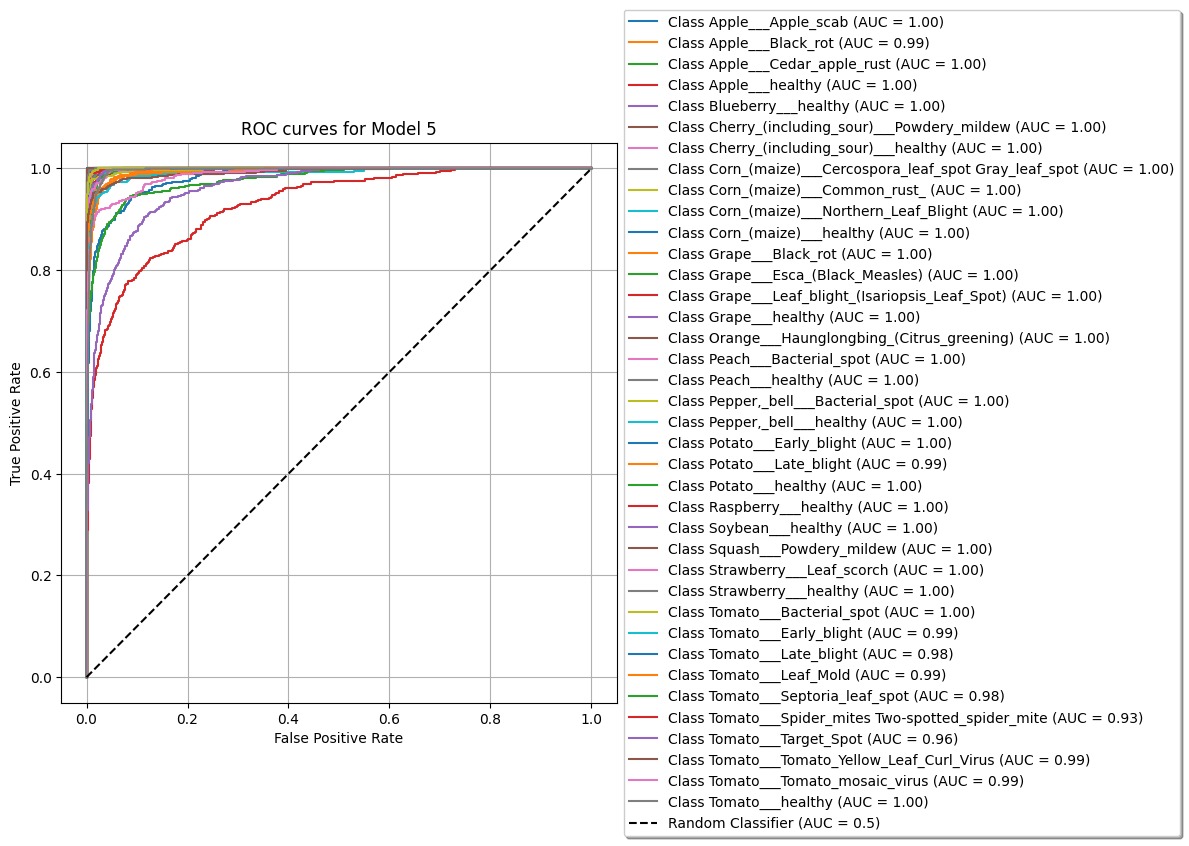 ROC curves for Model 5
1.0
0.8
0.6
0.4
0.2
0.0
True Positive Rate
0.0 0.2 0.4 0.6 0.8 1.0
False Positive Rate
Class Apple___Apple_scab (AUC = 1.00)
Class Apple___Black_rot (AUC = 0.99)
Class Apple___Cedar_apple_rust (AUC = 1.00)
Class Apple___healthy (AUC = 1.00)
Class Blueberry___healthy (AUC = 1.00)
Class Cherry_(including_sour)___Powdery_mildew (AUC = 1.00)
Class Cherry_(including_sour)___healthy (AUC = 1.00)
Class Corn_(maize)___Cercospora_leaf_spot Gray_leaf_spot (AUC = 1.00)
Class Corn_(maize)___Common_rust_ (AUC = 1.00)
Class Corn_(maize)___Northern_Leaf_Blight (AUC = 1.00)
Class Corn_(maize)___healthy (AUC = 1.00)
Class Grape___Black_rot (AUC = 1.00)
Class Grape___Esca_(Black_Measles) (AUC = 1.00)
Class Grape___Leaf_blight_(Isariopsis_Leaf_Spot) (AUC = 1.00)
Class Grape___healthy (AUC = 1.00)
Class Orange___Haunglongbing_(Citrus_greening) (AUC = 1.00)
Class Peach___Bacterial_spot (AUC = 1.00)
Class Peach___healthy (AUC = 1.00)
Class Pepper,_bell___Bacterial_spot (AUC = 1.00)
Class Pepper,_bell___healthy (AUC = 1.00)
Class Potato___Early_blight (AUC = 1.00)
Class Potato___Late_blight (AUC = 0.99)
Class Potato___healthy (AUC = 1.00)
Class Raspberry___healthy (AUC = 1.00)
Class Soybean___healthy (AUC = 1.00)
Class Squash___Powdery_mildew (AUC = 1.00)
Class Strawberry___Leaf_scorch (AUC = 1.00)
Class Strawberry___healthy (AUC = 1.00)
Class Tomato___Bacterial_spot (AUC = 1.00)
Class Tomato___Early_blight (AUC = 0.99)
Class Tomato___Late_blight (AUC = 0.98)
Class Tomato___Leaf_Mold (AUC = 0.99)
Class Tomato___Septoria_leaf_spot (AUC = 0.98)
Class Tomato___Spider_mites Two-spotted_spider_mite (AUC = 0.93)
Class Tomato___Target_Spot (AUC = 0.96)
Class Tomato___Tomato_Yellow_Leaf_Curl_Virus (AUC = 0.99)
Class Tomato___Tomato_mosaic_virus (AUC = 0.99)
Class Tomato___healthy (AUC = 1.00)
Random Classifier (AUC = 0.5)